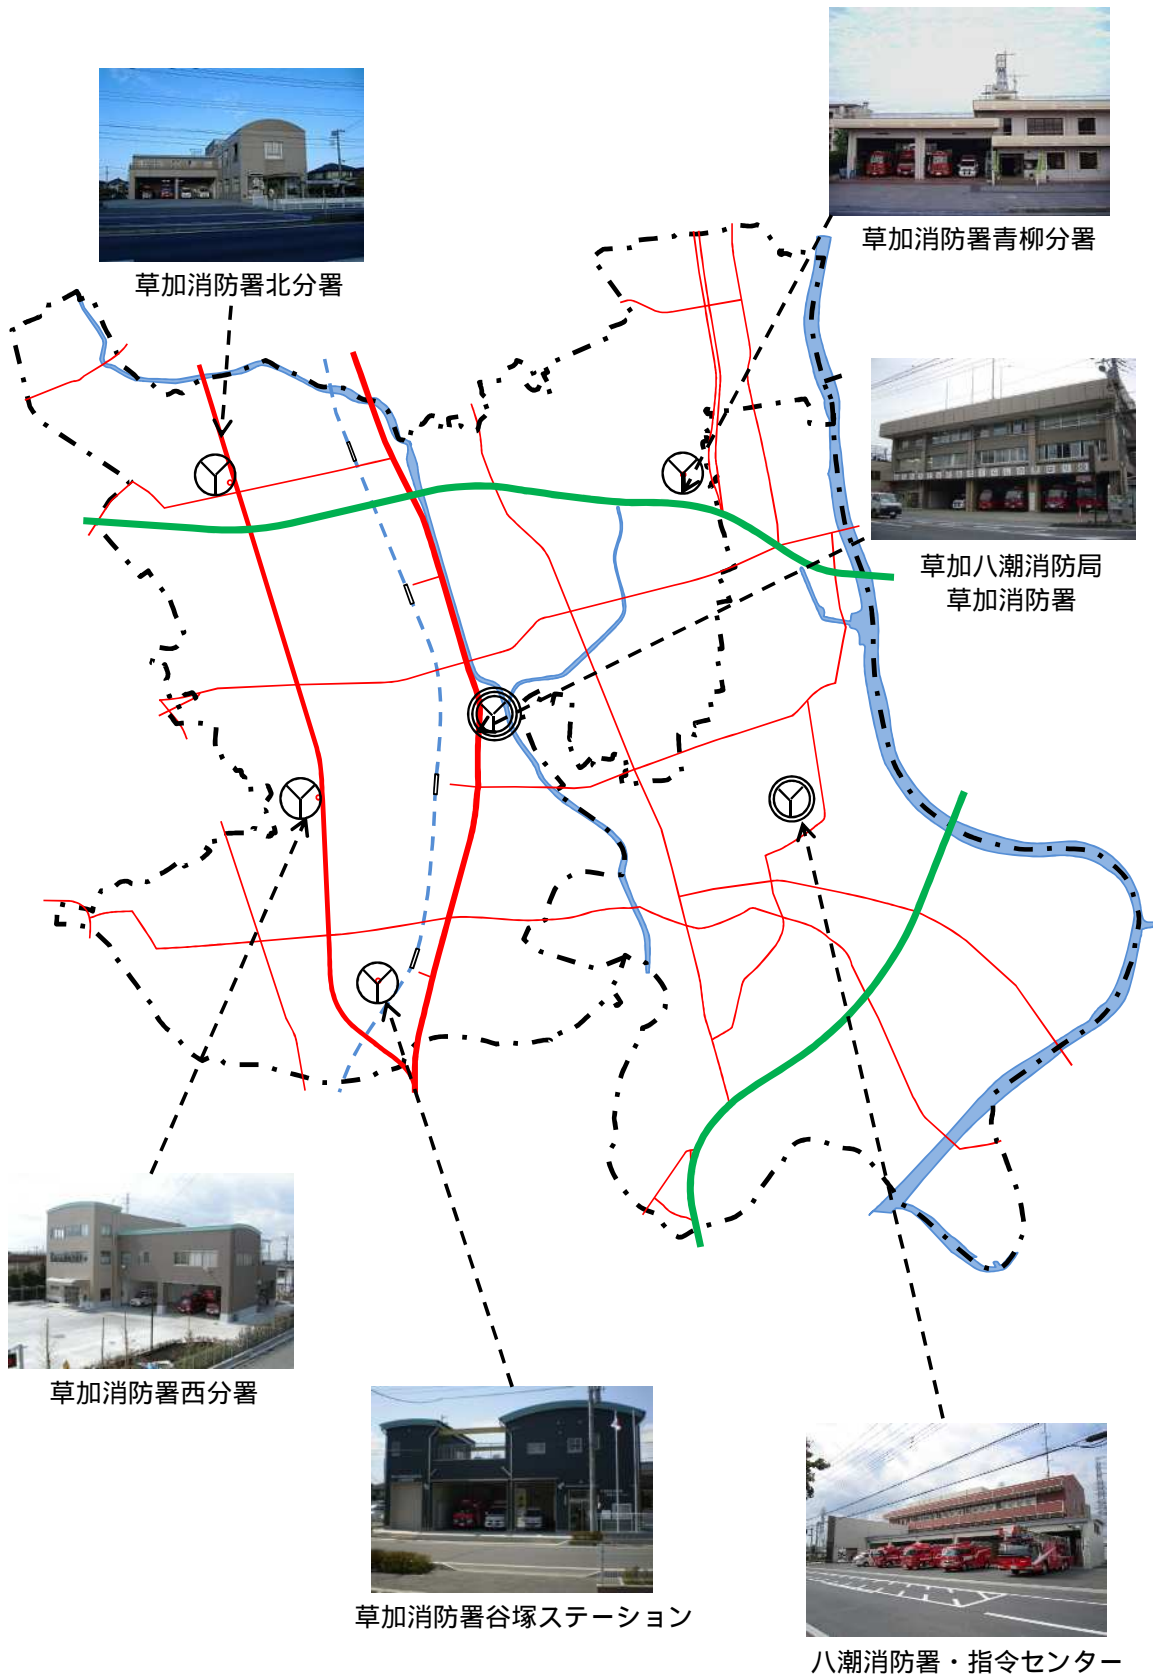 草加消防署青柳分署
草加消防署北分署
草加八潮消防局
草加消防署
草加消防署西分署
草加消防署谷塚ステーション
八潮消防署・指令センター